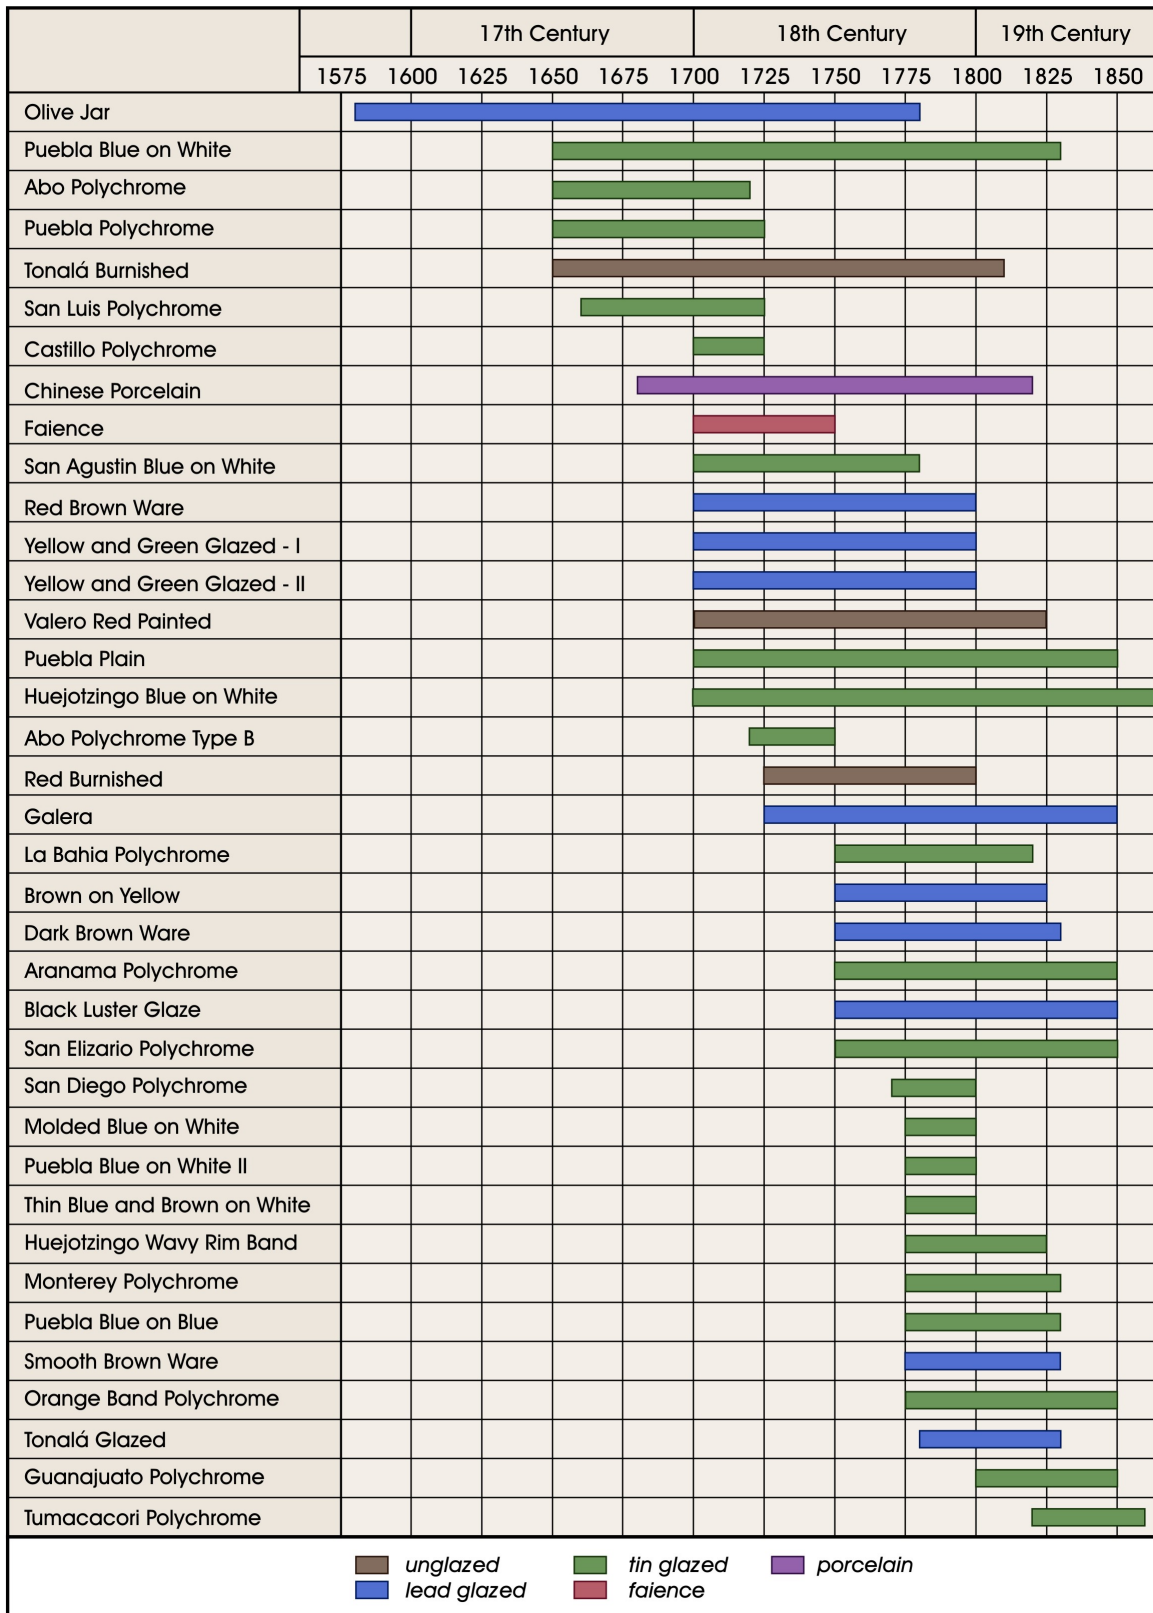 17th Century 18th Century 19th Century
1575 1600 1625 1650 1675 1700 1725 1750 1775 1800 1825 1850
Olive Jar
Puebla Blue on White
Abo Polychrome
Puebla Polychrome
Tonalá Burnished
San Luis Polychrome
Castillo Polychrome
Chinese Porcelain
Faience
San Agustin Blue on White
Red Brown Ware
Yellow and Green Glazed - I
Yellow and Green Glazed - II
Valero Red Painted
Puebla Plain
Huejotzingo Blue on White
Abo Polychrome Type B
Red Burnished
Galera
La Bahia Polychrome
Brown on Yellow
Dark Brown Ware
Aranama Polychrome
Black Luster Glaze
San Elizario Polychrome
San Diego Polychrome
Molded Blue on White
Puebla Blue on White II
Thin Blue and Brown on White
Huejotzingo Wavy Rim Band
Monterey Polychrome
Puebla Blue on Blue
Smooth Brown Ware
Orange Band Polychrome
Tonalá Glazed
Guanajuato Polychrome
Tumacacori Polychrome
unglazed tin glazed porcelain
lead glazed faience